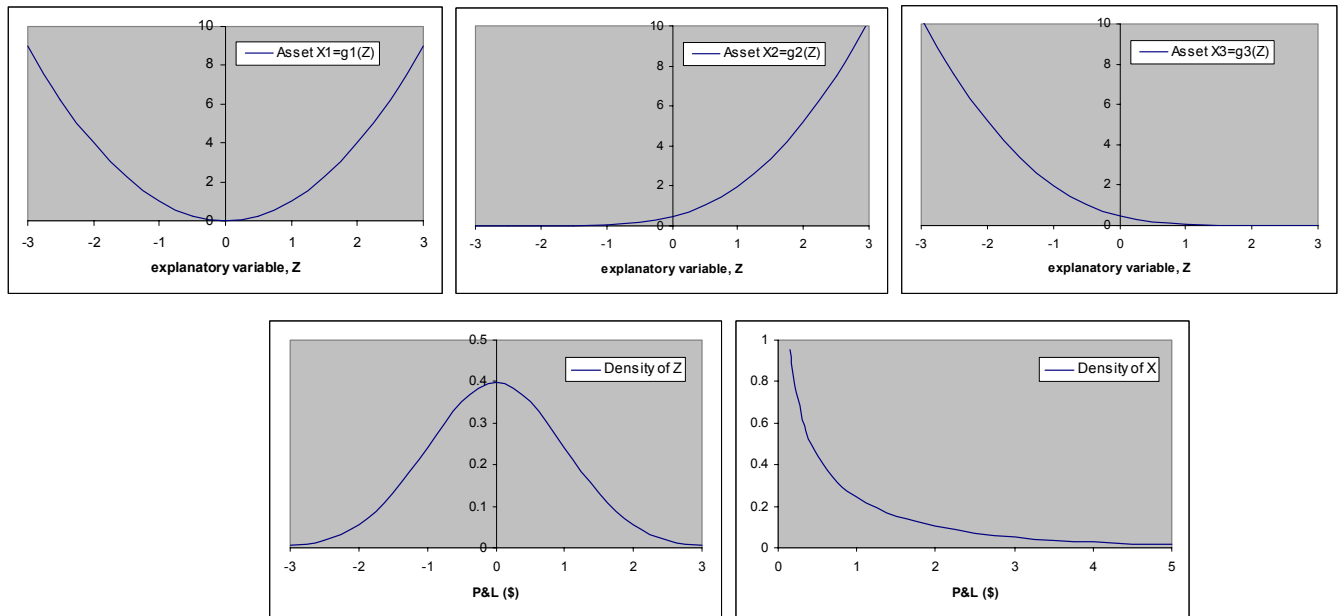 10
8
6
4
2
0
Asset X1=g1(Z)
-3 -2 -1 0 1 2 3
explanatory variable, Z
10
8
6
4
2
0
Asset X2=g2(Z)
-3 -2 -1 0 1 2 3
explanatory variable, Z
10
8
6
4
2
0
Asset X3=g3(Z)
-3 -2 -1 0 1 2 3
explanatory variable, Z
0.5
0.4
0.3
0.2
0.1
0
Density of Z
-3 -2 -1 0 1 2 3
P&L ($)
1
0.8
0.6
0.4
0.2
0
Density of X
0 1 2 3 4 5
P&L ($)